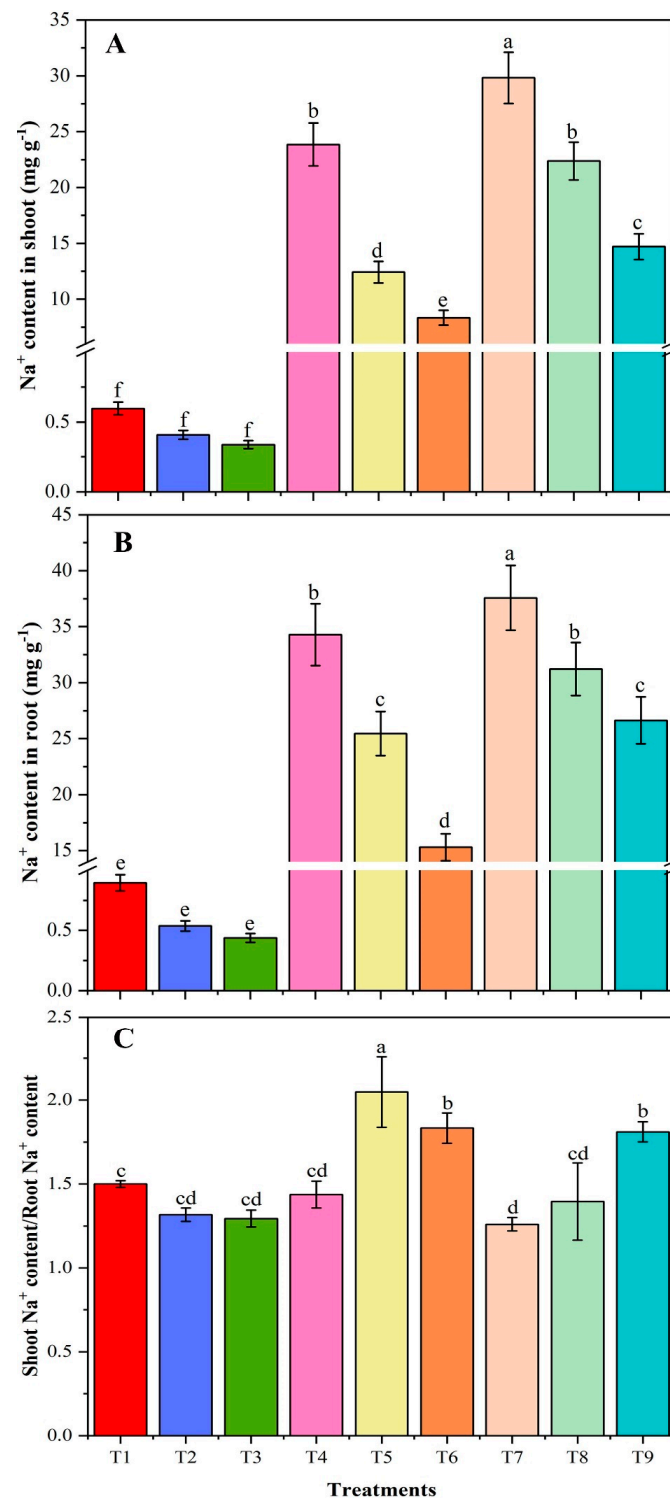 A
Na⁺ content in shoot (mg g⁻¹)
35
30
25
20
15
10
0.5
0.0
f
f
f
b
d
e
a
b
c
B
Na⁺ content in root (mg g⁻¹)
45
40
35
30
25
20
15
0.5
0.0
e
e
e
b
c
d
a
b
c
C
Shoot Na⁺ content/Root Na⁺ content
2.5
2.0
1.5
1.0
0.5
0.0
c
cd
cd
cd
a
b
d
cd
b
T1 T2 T3 T4 T5 T6 T7 T8 T9
Treatments